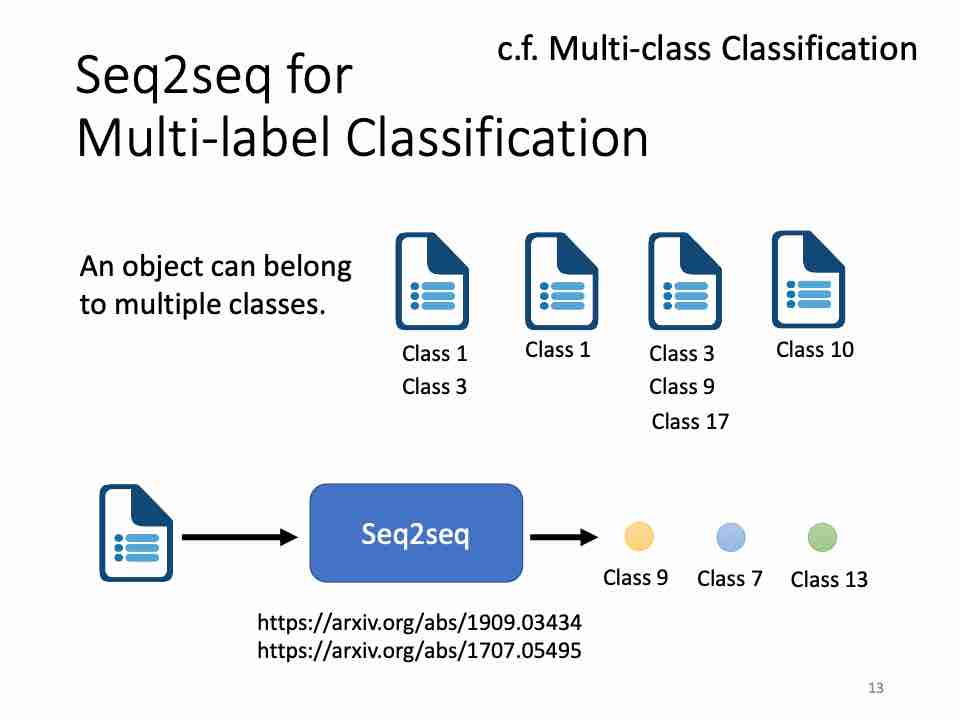 c.f. Multi-class Classification
Seq2seq for
Multi-label Classification
An object can belong
to multiple classes.
Class 1
Class 3
Class 1
Class 3
Class 9
Class 17
Class 10
Seq2seq
Class 9
Class 7
Class 13
https://arxiv.org/abs/1909.03434
https://arxiv.org/abs/1707.05495
13